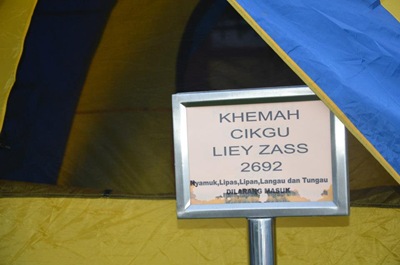 KHEMAH
CIKGU
LIEY ZASS
2692
Nyamuk,Lipas,Lipan,Langau dan Tungau
DILARANG MASUK